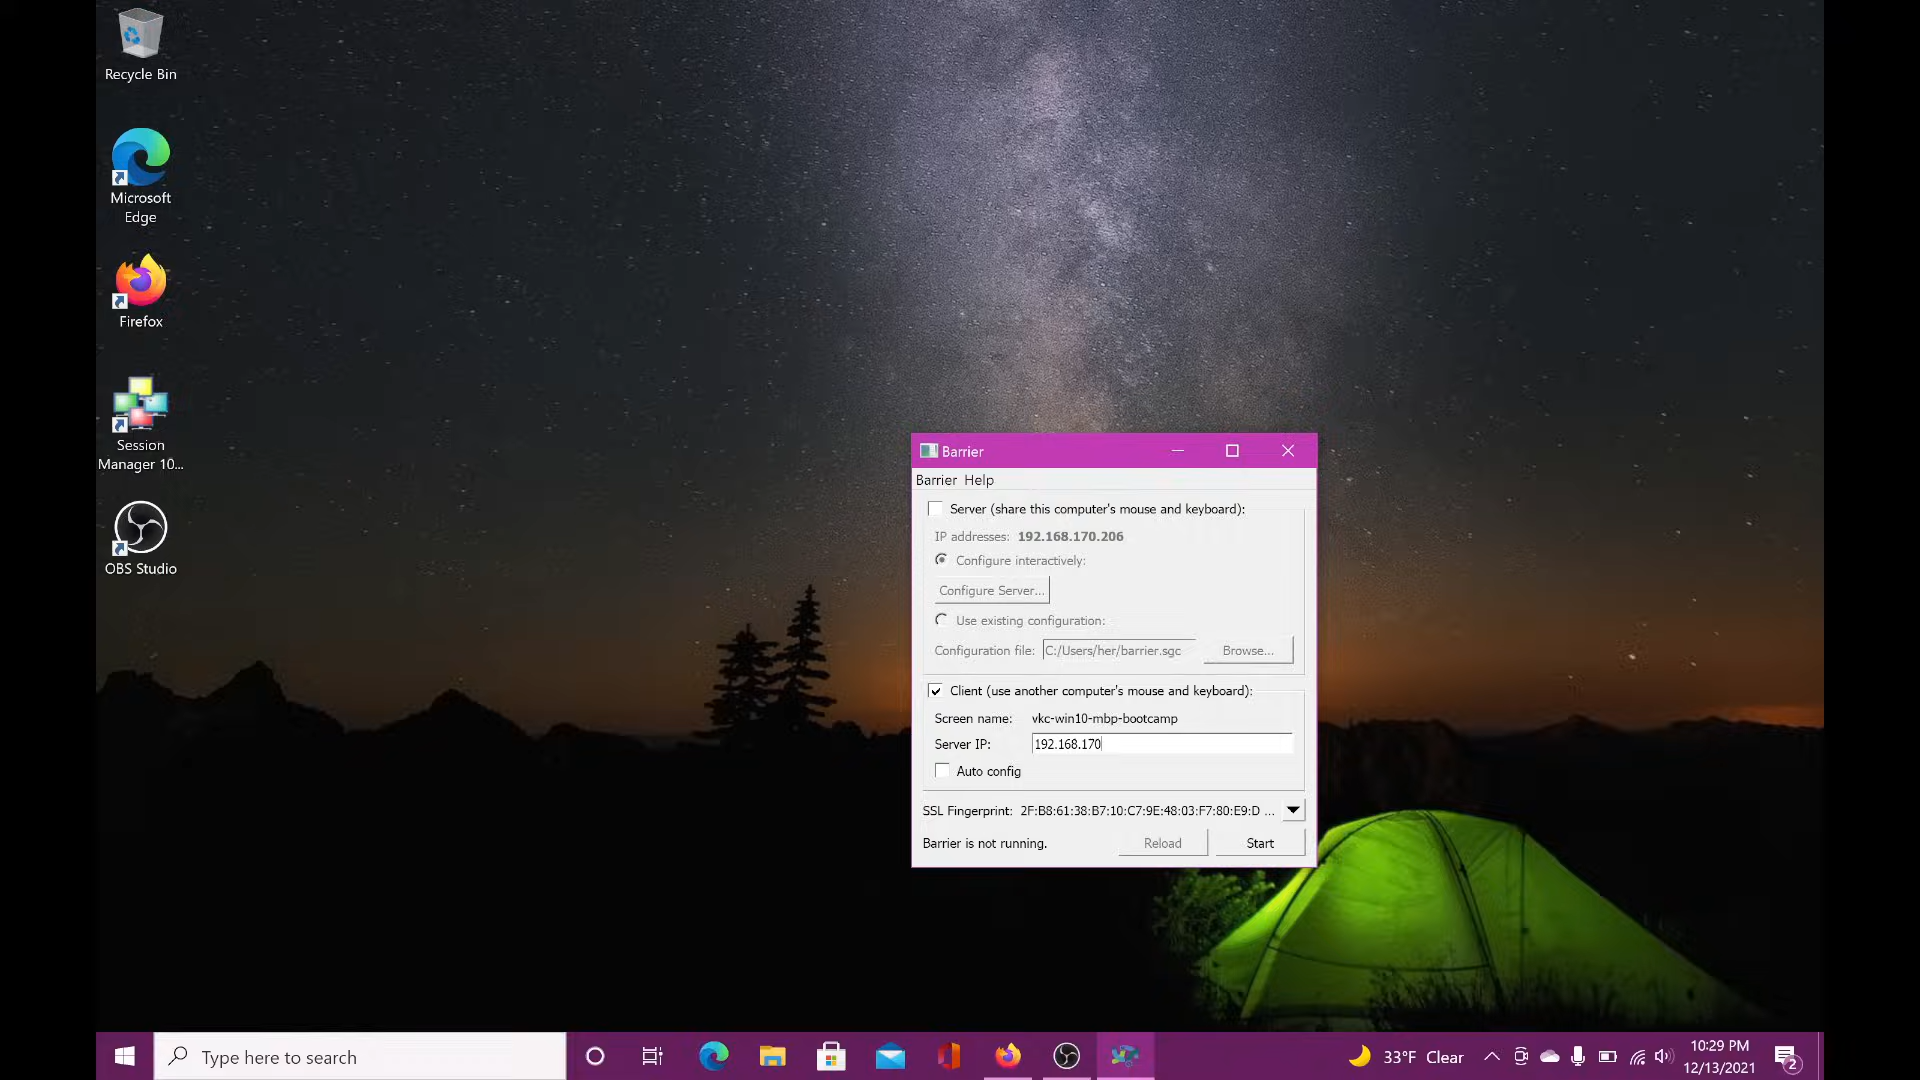 Recycle Bin
Microsoft
Edge
Firefox
Session
Manager 10...
OBS Studio
Barrier
Barrier Help
Server (share this computer's mouse and keyboard):
IP addresses: 192.168.170.206
Configure interactively:
Configure Server...
Use existing configuration:
Configuration file: C:/Users/her/barrier.sgc Browse...
Client (use another computer's mouse and keyboard):
Screen name: vkc-win10-mbp-bootcamp
Server IP: 192.168.170
Auto config
SSL Fingerprint: 2F:B8:61:38:B7:10:C7:9E:48:03:F7:80:E9:D ...
Barrier is not running. Reload Start
Type here to search
33°F Clear
10:29 PM
12/13/2021
2